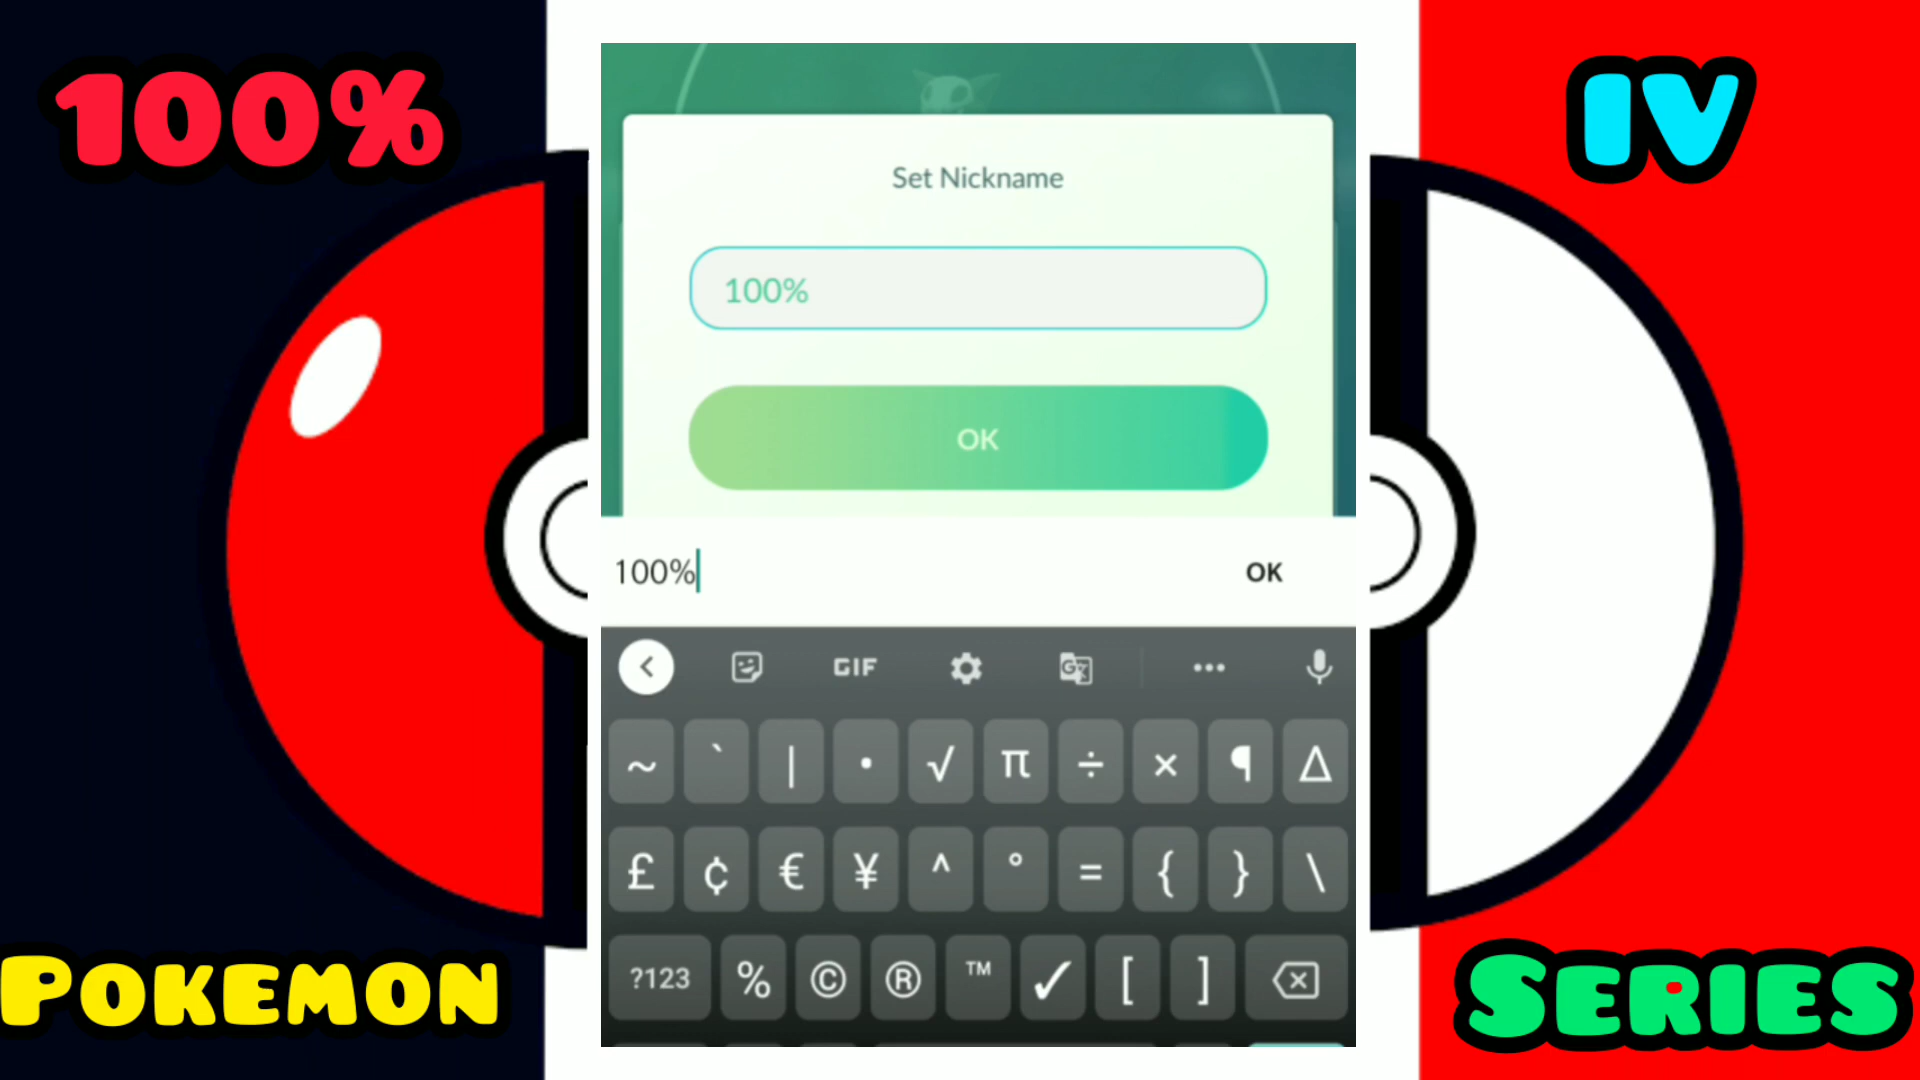 100%
IV
Set Nickname
100%
OK
100%
OK
GIF
~ ` | • √ π ÷ × ¶ Δ
£ ¢ € ¥ ^ ° = { } \
?123 % © ® ™ ✓ [ ]
POKEMON
SERIES